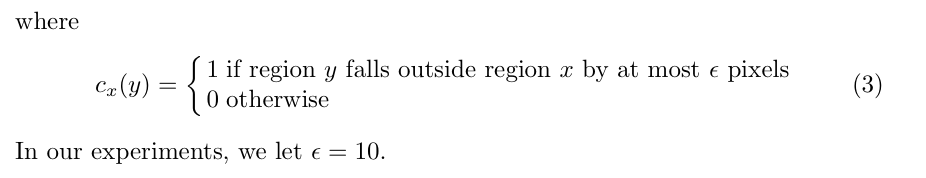 where
c_x(y) = { 1 if region y falls outside region x by at most ϵ pixels
0 otherwise (3)
In our experiments, we let ϵ = 10.